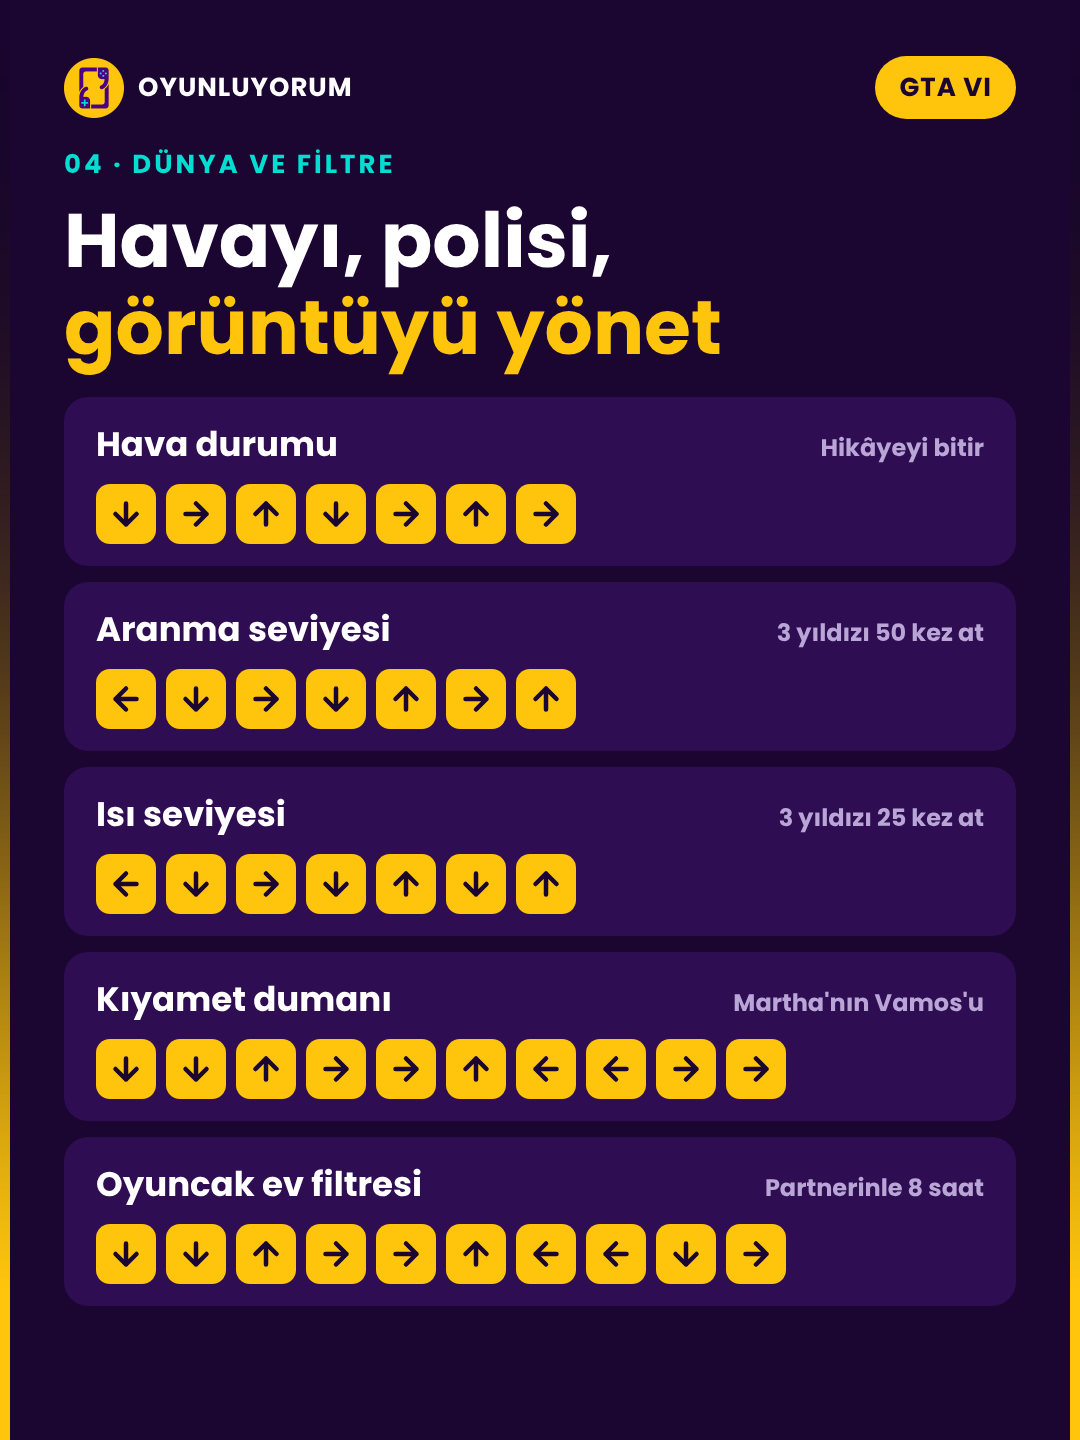 OYUNLUYORUM
GTA VI
04 · DÜNYA VE FİLTRE
Havayı, polisi,
görüntüyü yönet
Hava durumu
Hikâyeyi bitir
↓ → ↑ ↓ → ↑ →
Aranma seviyesi
3 yıldızı 50 kez at
← ↓ → ↓ ↑ → ↑
Isı seviyesi
3 yıldızı 25 kez at
← ↓ → ↓ ↑ ↓ ↑
Kıyamet dumanı
Martha'nın Vamos'u
↓ ↓ ↑ → → ↑ ← ← → →
Oyuncak ev filtresi
Partnerinle 8 saat
↓ ↓ ↑ → → ↑ ← ← ↓ →